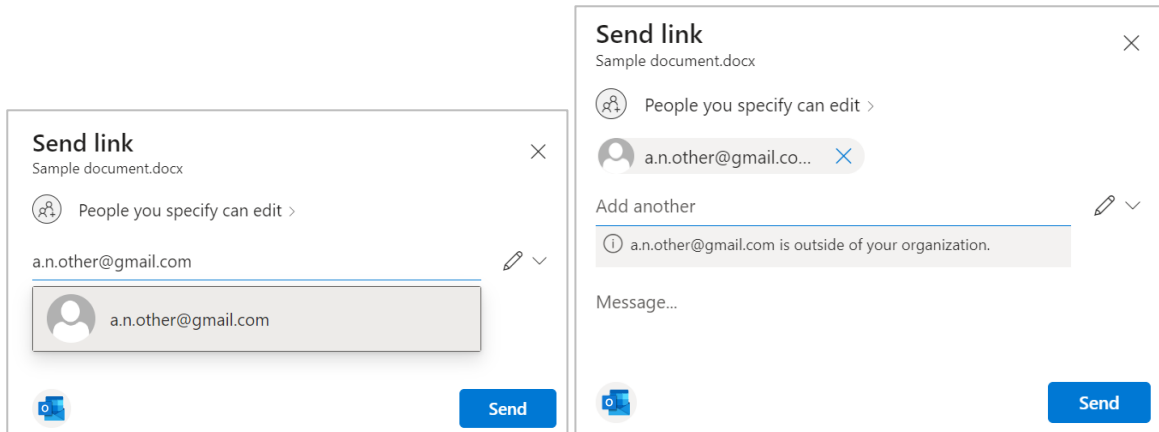 Send link
Sample document.docx
People you specify can edit >
a.n.other@gmail.com
a.n.other@gmail.com
Send
Send link
Sample document.docx
People you specify can edit >
a.n.other@gmail.co...
Add another
a.n.other@gmail.com is outside of your organization.
Message...
Send